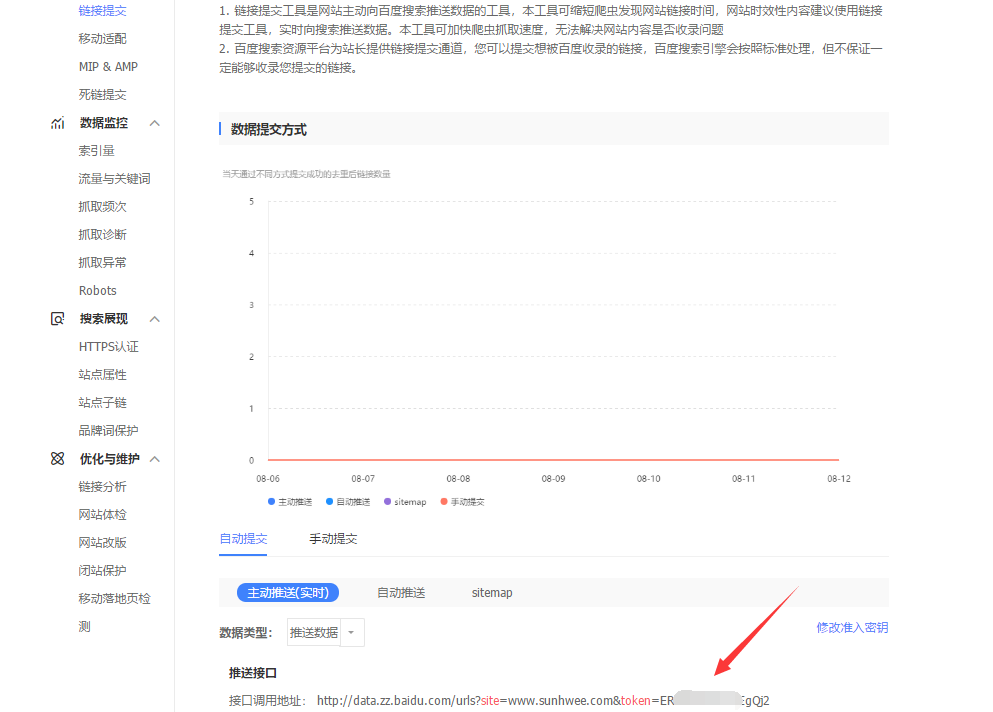 链接提交
移动适配
MIP & AMP
死链提交
数据监控
索引量
流量与关键词
抓取频次
抓取诊断
抓取异常
Robots
搜索展现
HTTPS认证
站点属性
站点子链
品牌词保护
优化与维护
链接分析
网站体检
网站改版
闭站保护
移动落地页检
测
1. 链接提交工具是网站主动向百度搜索推送数据的工具，本工具可缩短爬虫发现网站链接时间，网站时效性内容建议使用链接
提交工具，实时向搜索推送数据。本工具可加快爬虫抓取速度，无法解决网站内容是否收录问题
2. 百度搜索资源平台为站长提供链接提交通道，您可以提交想被百度收录的链接，百度搜索引擎会按照标准处理，但不保证一
定能够收录您提交的链接。
数据提交方式
当天通过不同方式提交成功的去重后链接数量
5
4
3
2
1
0
08-06 08-07 08-08 08-09 08-10 08-11 08-12
主动推送 自动推送 sitemap 手动提交
自动提交 手动提交
主动推送(实时) 自动推送 sitemap
数据类型： 推送数据 修改准入密钥
推送接口
接口调用地址： http://data.zz.baidu.com/urls?site=www.sunhwee.com&token=ER EgQj2